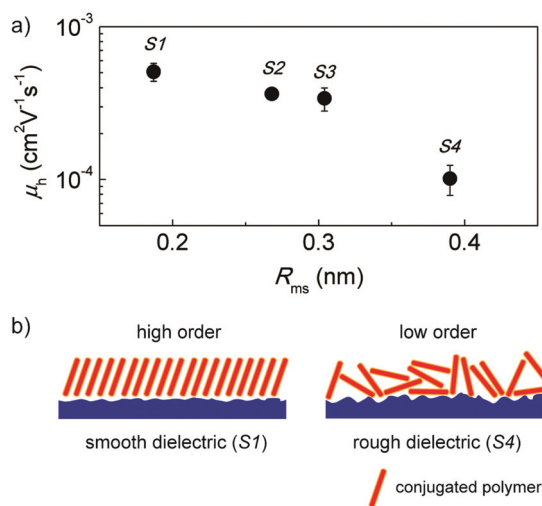 a)
10⁻³
S1
S2
S3
S4
10⁻⁴
μh (cm²V⁻¹s⁻¹)
0.2
0.3
0.4
Rms (nm)
b)
high order
low order
smooth dielectric (S1)
rough dielectric (S4)
conjugated polymer